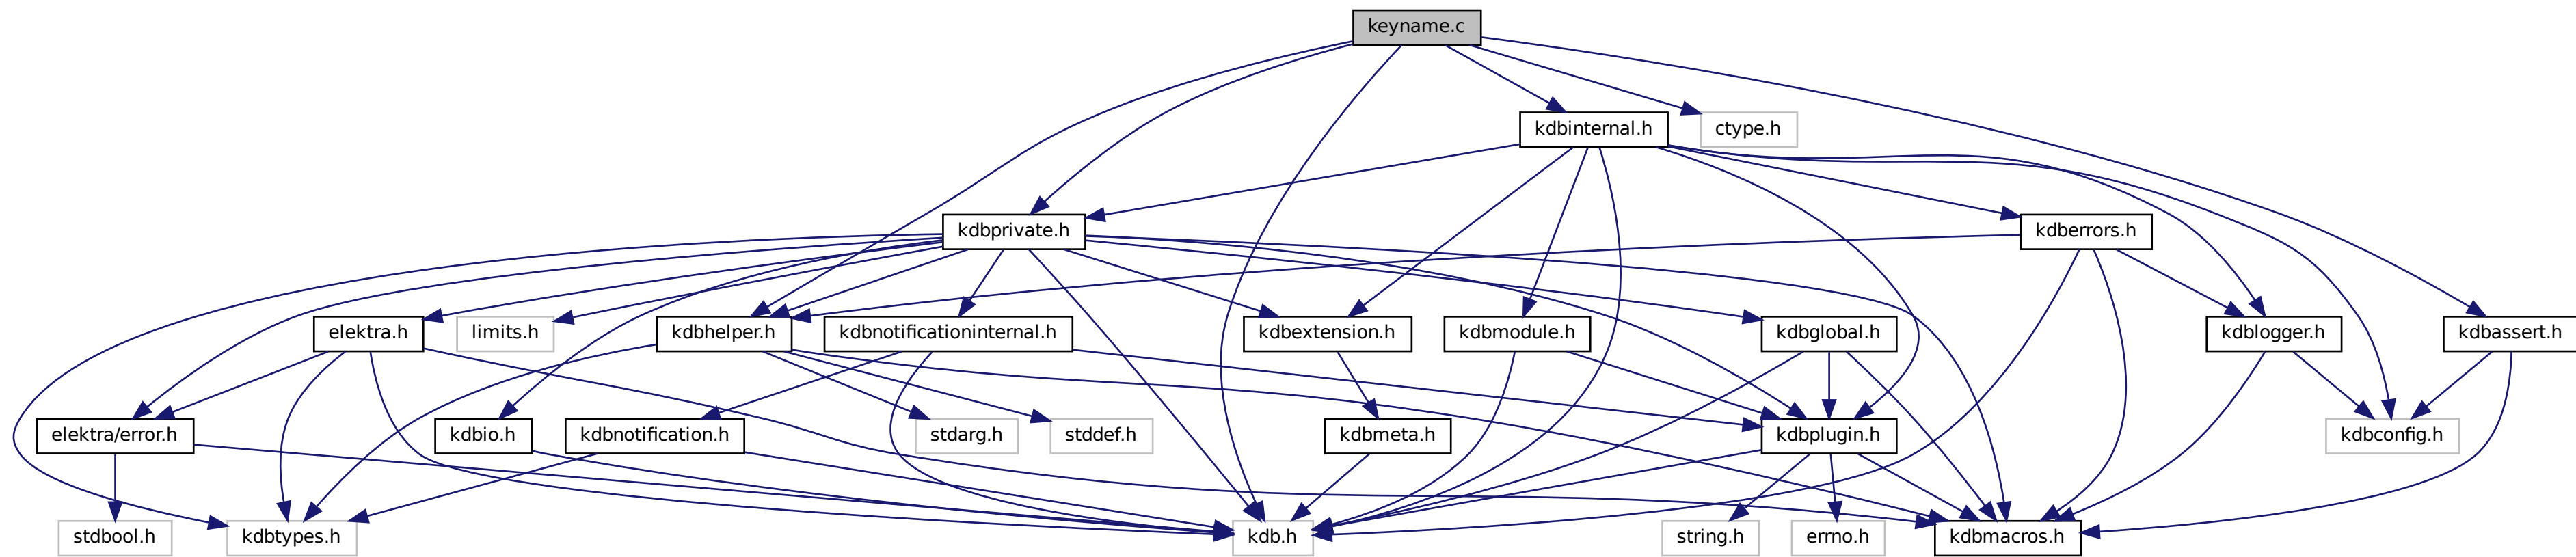 keyname.c
kdbinternal.h
ctype.h
kdbprivate.h
kdberrors.h
elektra.h
limits.h
kdbhelper.h
kdbnotificationinternal.h
kdbextension.h
kdbmodule.h
kdbglobal.h
kdblogger.h
kdbassert.h
elektra/error.h
kdbio.h
kdbnotification.h
stdarg.h
stddef.h
kdbmeta.h
kdbplugin.h
kdbconfig.h
stdbool.h
kdbtypes.h
kdb.h
string.h
errno.h
kdbmacros.h